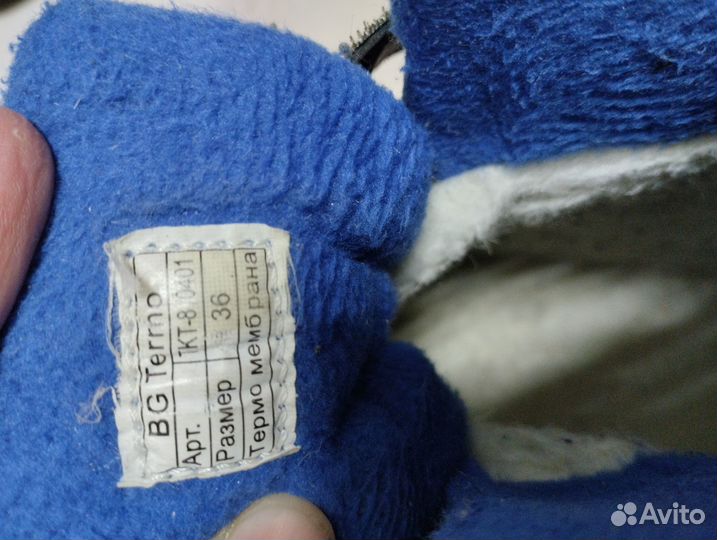 BG Termo
Арт. TKT-8 0401
Размер 36
Термо мембрана
Avito